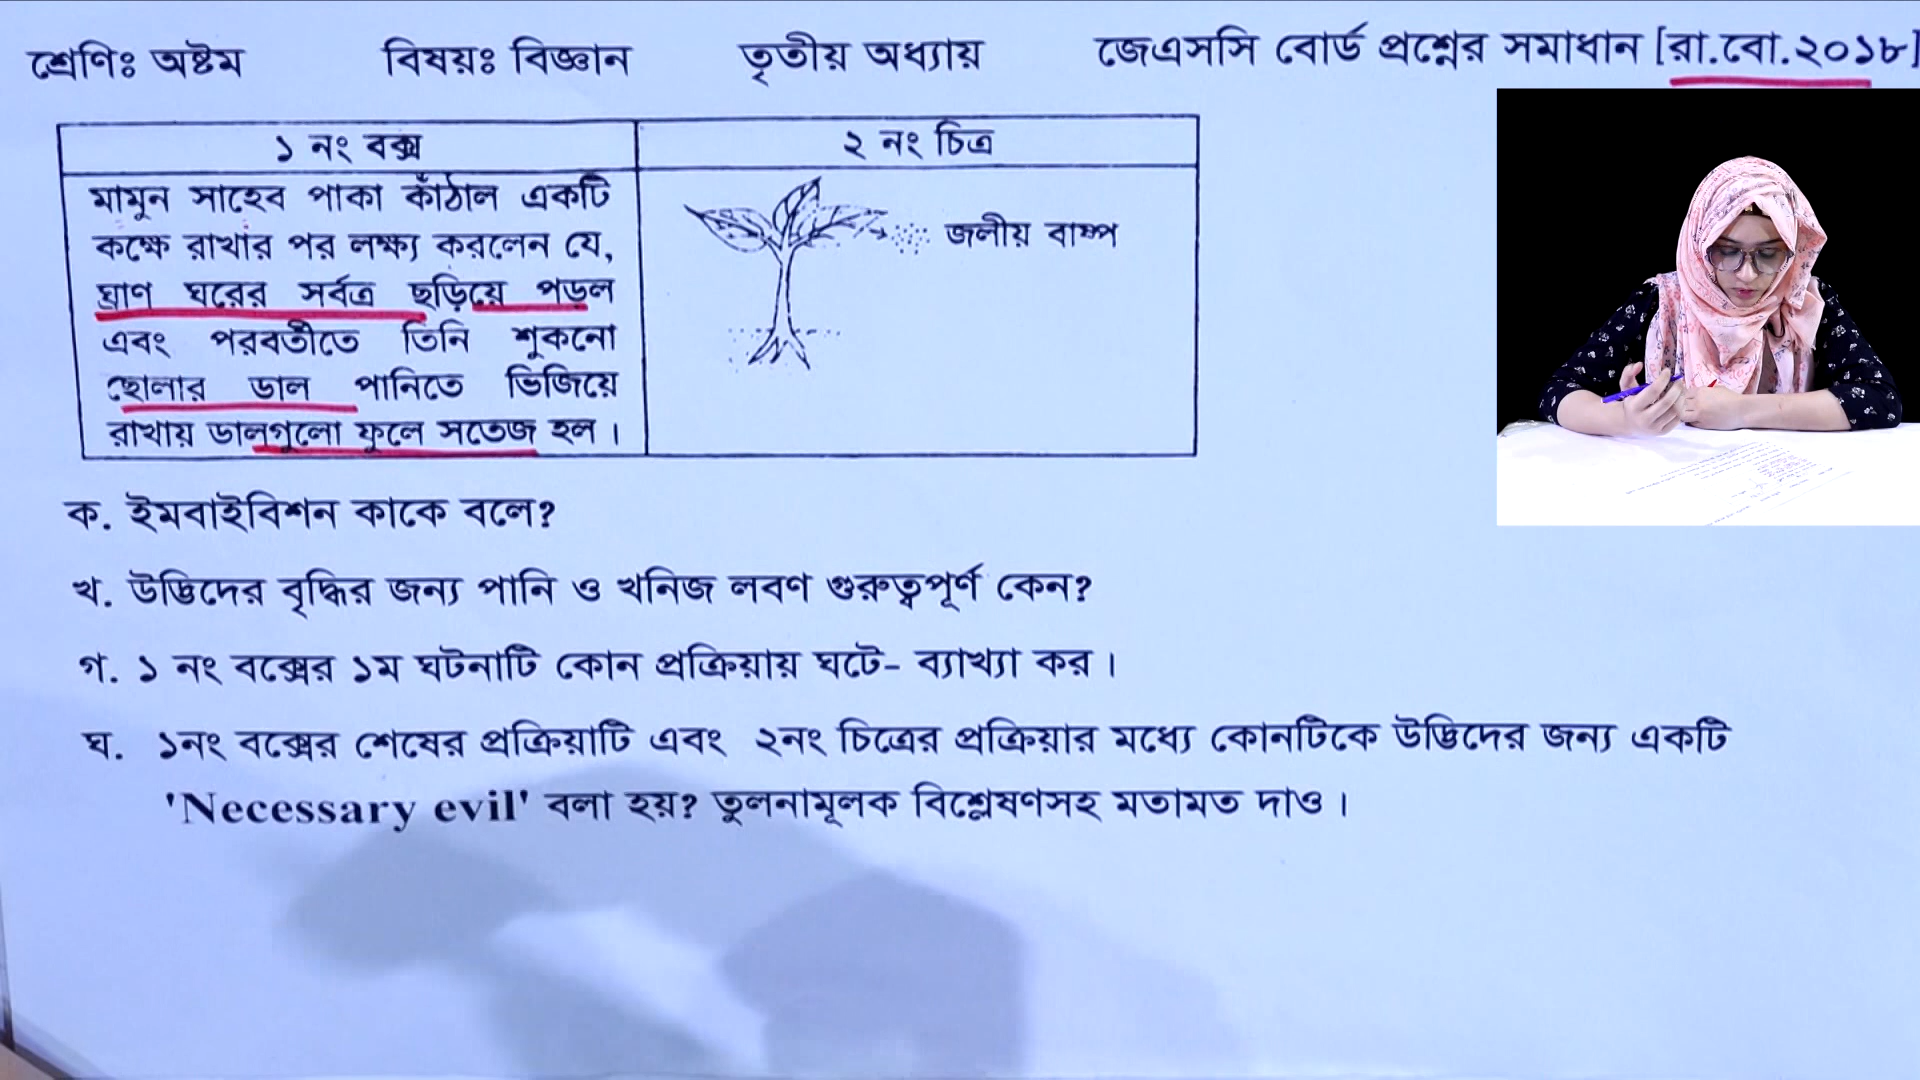 শ্রেণিঃ অষ্টম বিষয়ঃ বিজ্ঞান তৃতীয় অধ্যায় জেএসসি বোর্ড প্রশ্নের সমাধান [রা.বো.২০১৮]
১ নং বক্স
মামুন সাহেব পাকা কাঁঠাল একটি
কক্ষে রাখার পর লক্ষ্য করলেন যে,
ঘ্রাণ ঘরের সর্বত্র ছড়িয়ে পড়ল
এবং পরবর্তীতে তিনি শুকনো
ছোলার ডাল পানিতে ভিজিয়ে
রাখায় ডালগুলো ফুলে সতেজ হল।
২ নং চিত্র
জলীয় বাষ্প
ক. ইমবাইবিশন কাকে বলে?
খ. উদ্ভিদের বৃদ্ধির জন্য পানি ও খনিজ লবণ গুরুত্বপূর্ণ কেন?
গ. ১ নং বক্সের ১ম ঘটনাটি কোন প্রক্রিয়ায় ঘটে- ব্যাখ্যা কর।
ঘ. ১নং বক্সের শেষের প্রক্রিয়াটি এবং ২নং চিত্রের প্রক্রিয়ার মধ্যে কোনটিকে উদ্ভিদের জন্য একটি
'Necessary evil' বলা হয়? তুলনামূলক বিশ্লেষণসহ মতামত দাও।